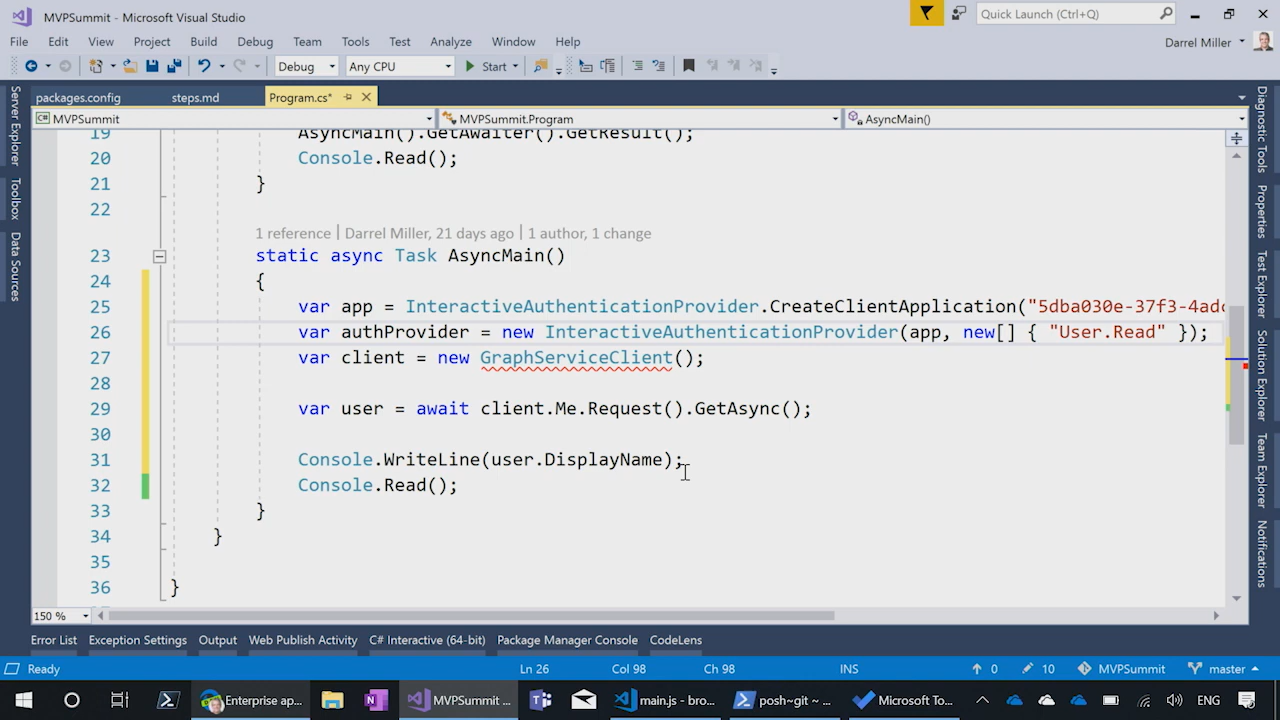 MVPSummit - Microsoft Visual Studio
Quick Launch (Ctrl+Q)
File Edit View Project Build Debug Team Tools Test Analyze Window Help
Darrel Miller
Debug Any CPU Start
packages.config steps.md Program.cs*
MVPSummit MVPSummit.Program AsyncMain()
Server Explorer
Toolbox
Data Sources
19 AsyncMain().GetAwaiter().GetResult();
20 Console.Read();
21 }
22
1 reference | Darrel Miller, 21 days ago | 1 author, 1 change
23 static async Task AsyncMain()
24 {
25 var app = InteractiveAuthenticationProvider.CreateClientApplication("5dba030e-37f3-4adc
26 var authProvider = new InteractiveAuthenticationProvider(app, new[] { "User.Read" });
27 var client = new GraphServiceClient();
28
29 var user = await client.Me.Request().GetAsync();
30
31 Console.WriteLine(user.DisplayName);
32 Console.Read();
33 }
34 }
35
36 }
Diagnostic Tools
Properties
Test Explorer
Solution Explorer
Team Explorer
Notifications
150 %
Error List Exception Settings Output Web Publish Activity C# Interactive (64-bit) Package Manager Console CodeLens
Ready Ln 26 Col 98 Ch 98 INS 0 10 MVPSummit master
Enterprise ap... MVPSummit ... main.js - bro... posh~git ~ ... Microsoft To... ENG